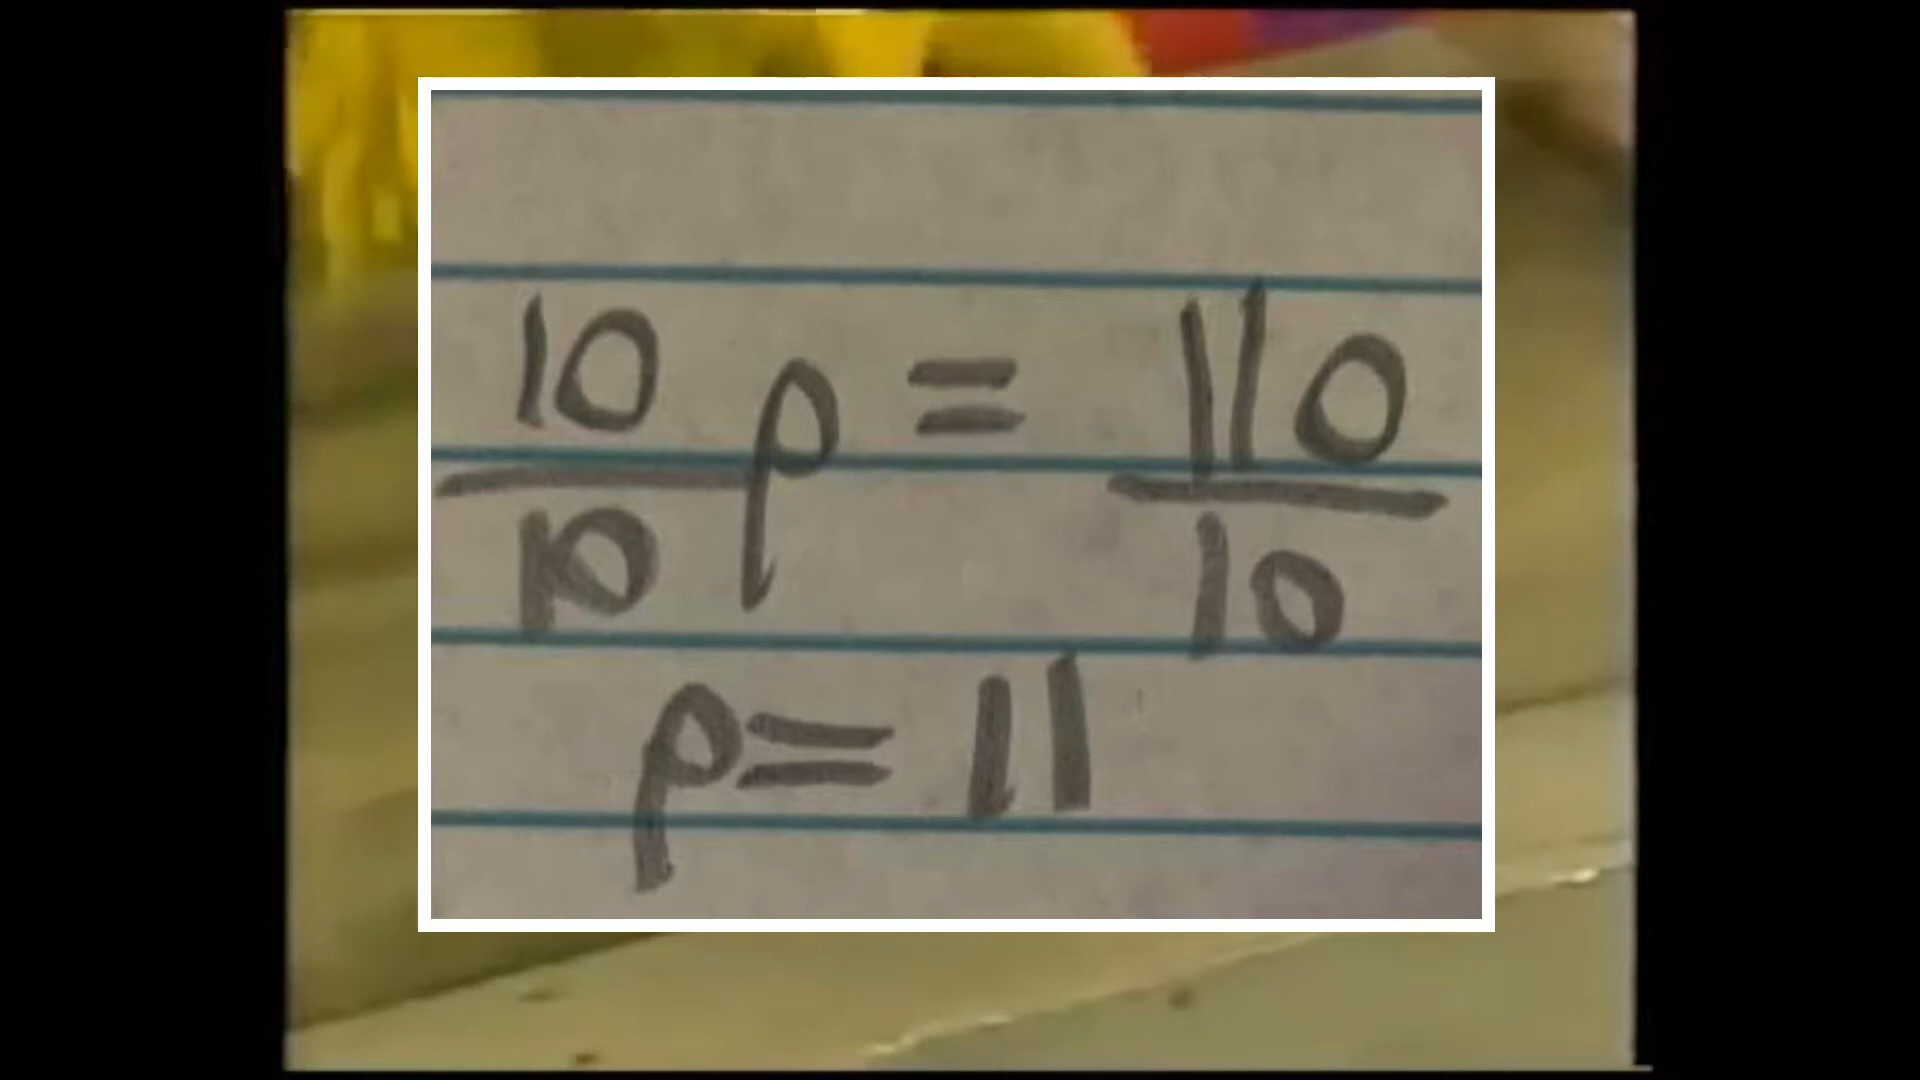 10/10 p = 110/10
p = 11